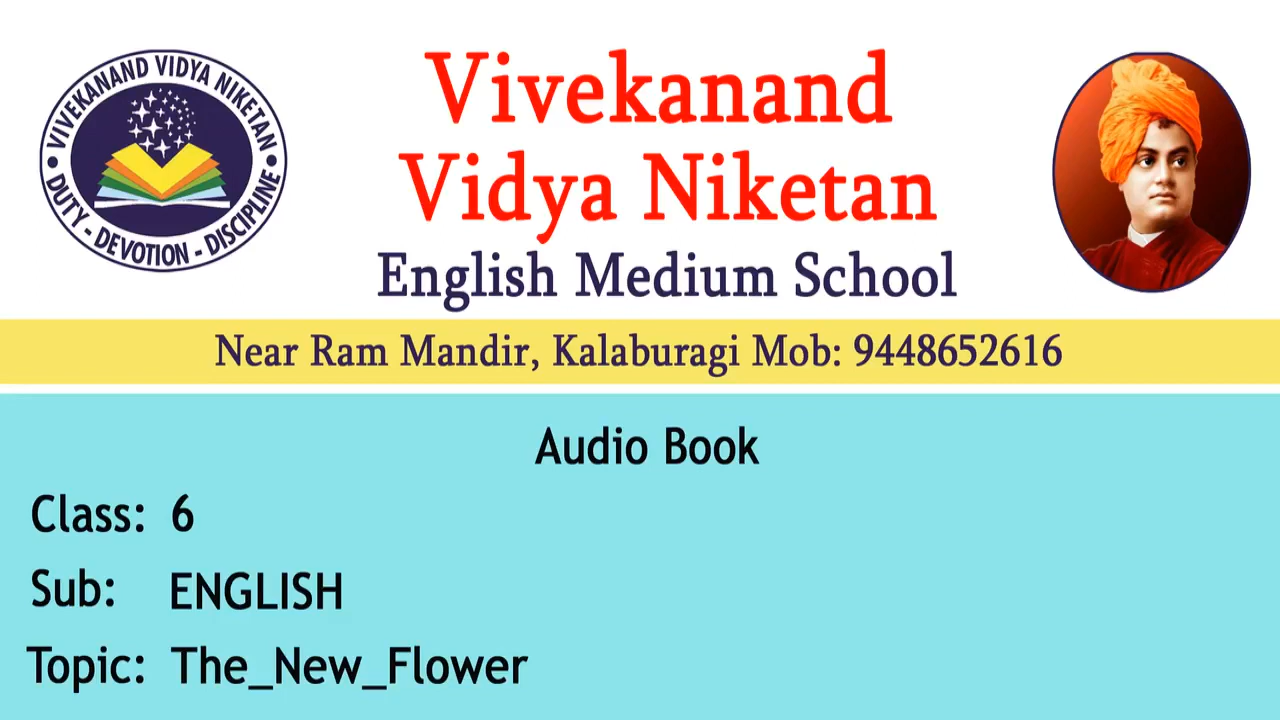 VIVEKANAND VIDYA NIKETAN
DUTY - DEVOTION - DISCIPLINE
Vivekanand
Vidya Niketan
English Medium School
Near Ram Mandir, Kalaburagi Mob: 9448652616
Audio Book
Class: 6
Sub: ENGLISH
Topic: The_New_Flower